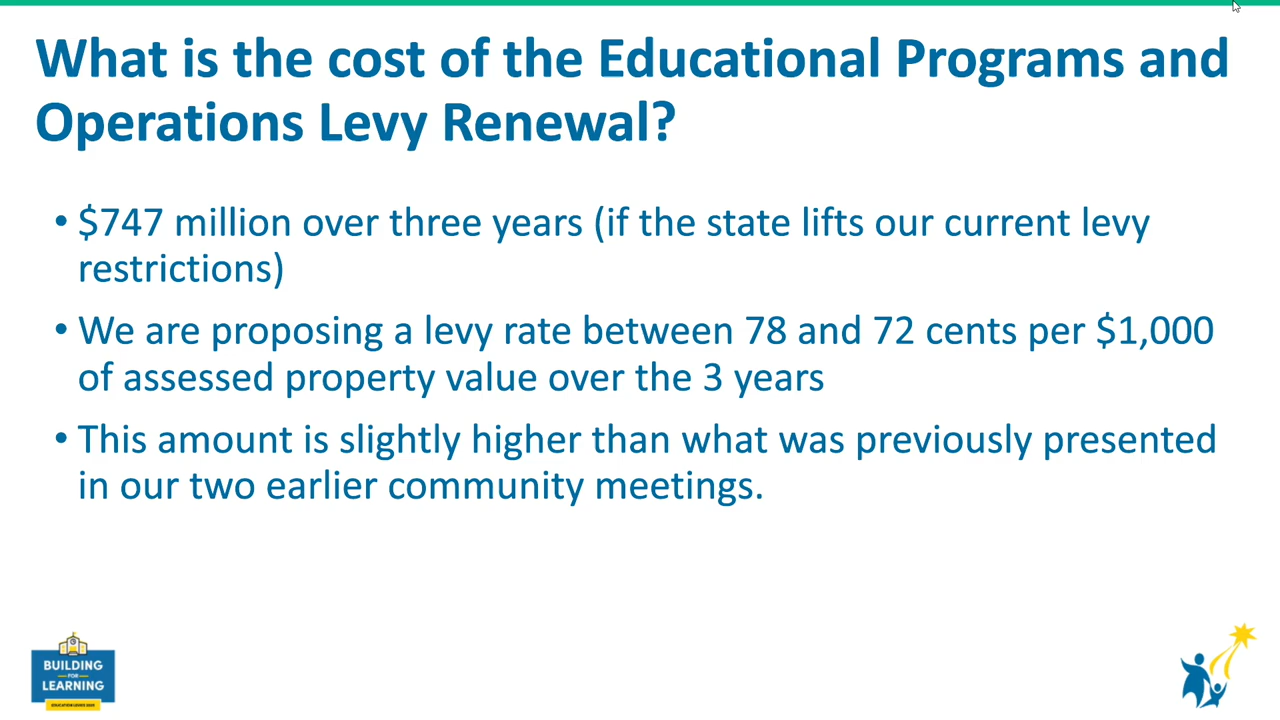 What is the cost of the Educational Programs and
Operations Levy Renewal?
• $747 million over three years (if the state lifts our current levy
restrictions)
• We are proposing a levy rate between 78 and 72 cents per $1,000
of assessed property value over the 3 years
• This amount is slightly higher than what was previously presented
in our two earlier community meetings.
BUILDING
FOR
LEARNING